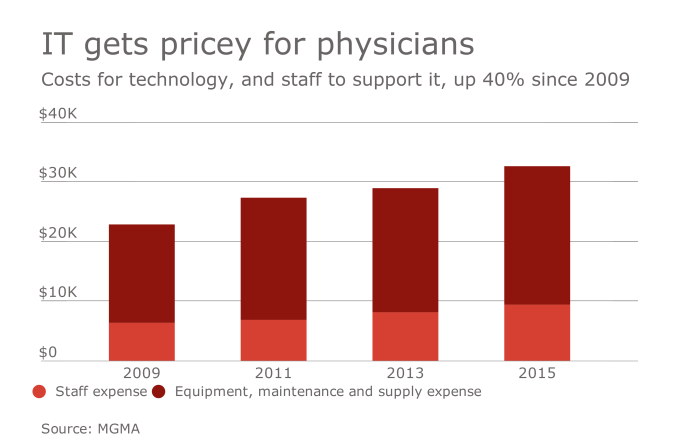 IT gets pricey for physicians
Costs for technology, and staff to support it, up 40% since 2009
$40K
$30K
$20K
$10K
$0
2009 2011 2013 2015
Staff expense Equipment, maintenance and supply expense
Source: MGMA